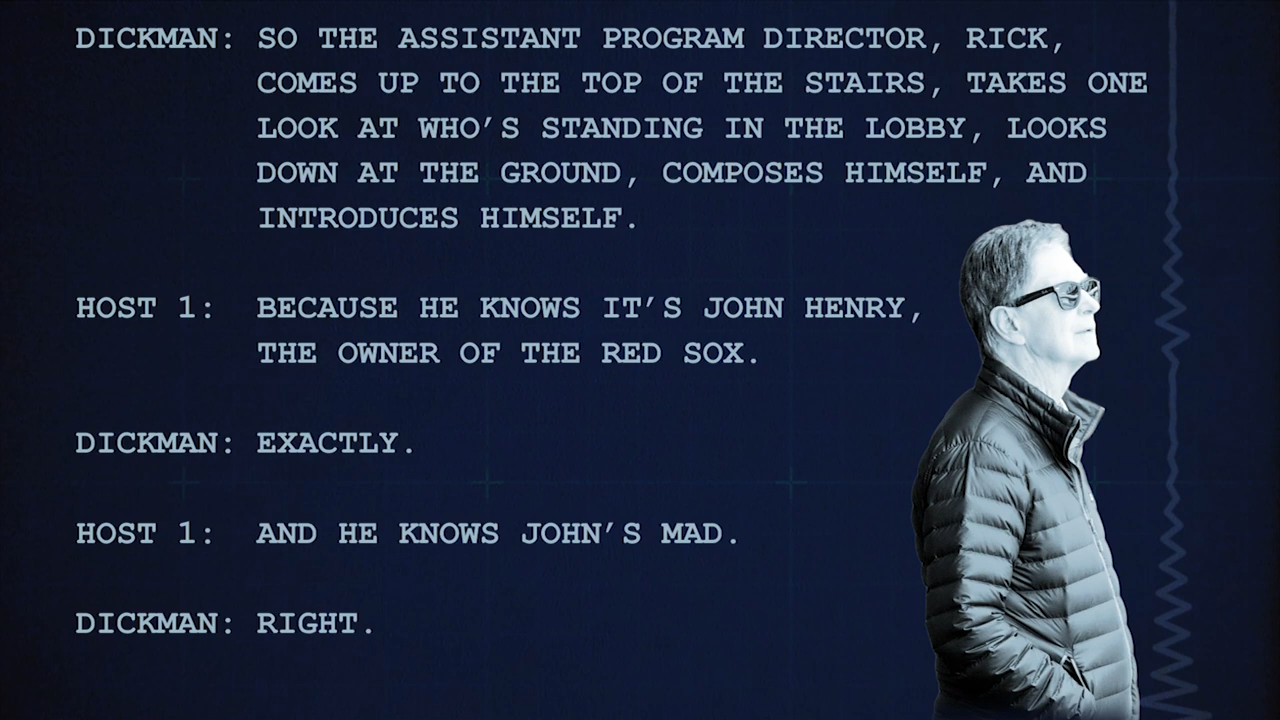 DICKMAN: SO THE ASSISTANT PROGRAM DIRECTOR, RICK,
COMES UP TO THE TOP OF THE STAIRS, TAKES ONE
LOOK AT WHO’S STANDING IN THE LOBBY, LOOKS
DOWN AT THE GROUND, COMPOSES HIMSELF, AND
INTRODUCES HIMSELF.
HOST 1: BECAUSE HE KNOWS IT’S JOHN HENRY,
THE OWNER OF THE RED SOX.
DICKMAN: EXACTLY.
HOST 1: AND HE KNOWS JOHN’S MAD.
DICKMAN: RIGHT.